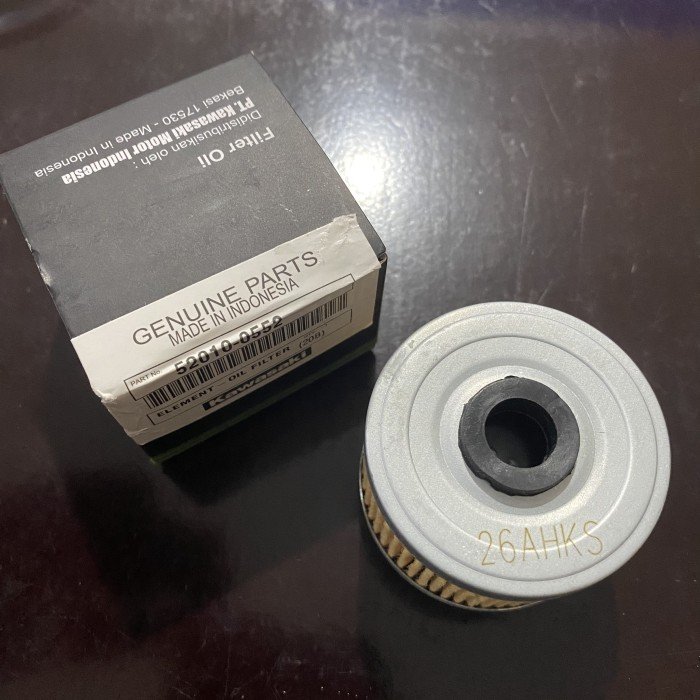 Filter Oli
Didistribusikan oleh :
PT. Kawasaki Motor Indonesia
Bekasi 17530 - Made in Indonesia
GENUINE PARTS
MADE IN INDONESIA
PART No. 52010-0552
ELEMENT - OIL FILTER (208)
Kawasaki
26AHKS